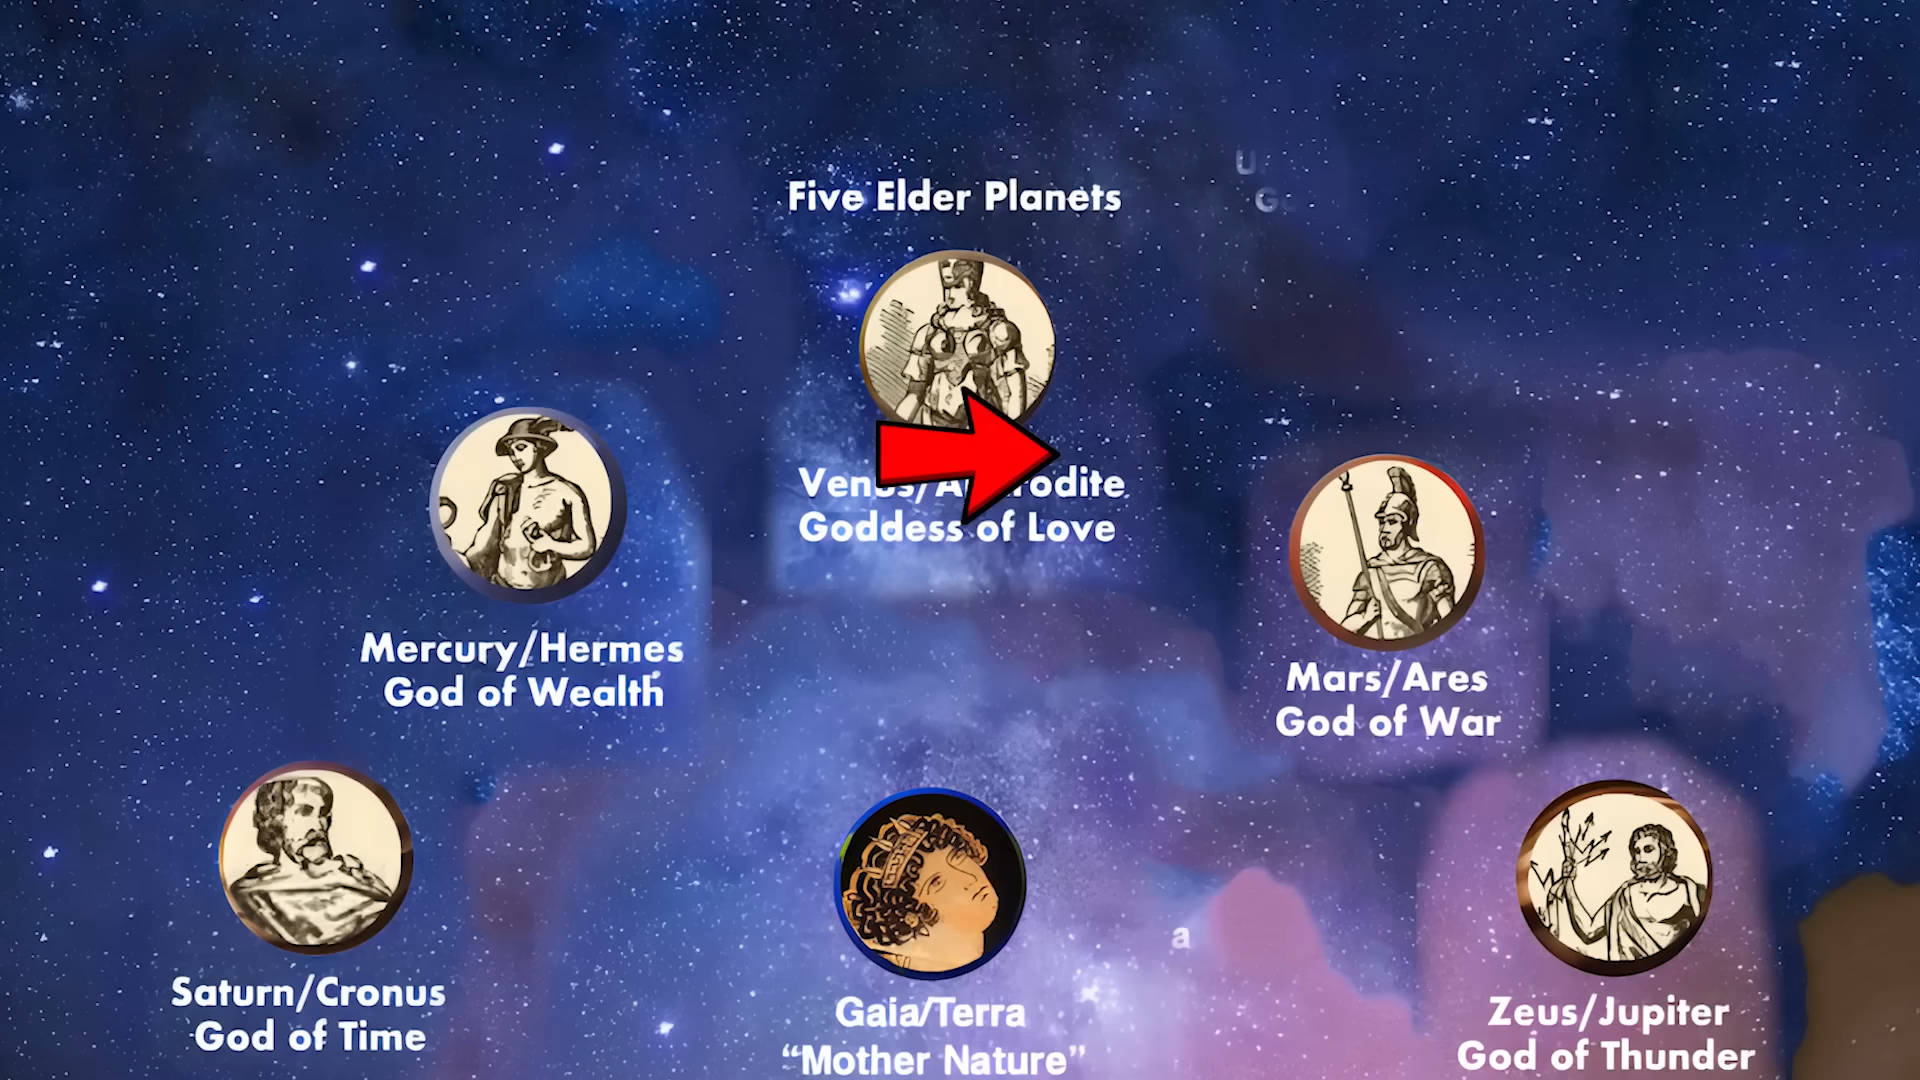 Five Elder Planets
Goddess of Love
Mercury/Hermes
God of Wealth
Mars/Ares
God of War
Saturn/Cronus
God of Time
Gaia/Terra
“Mother Nature”
Zeus/Jupiter
God of Thunder
a